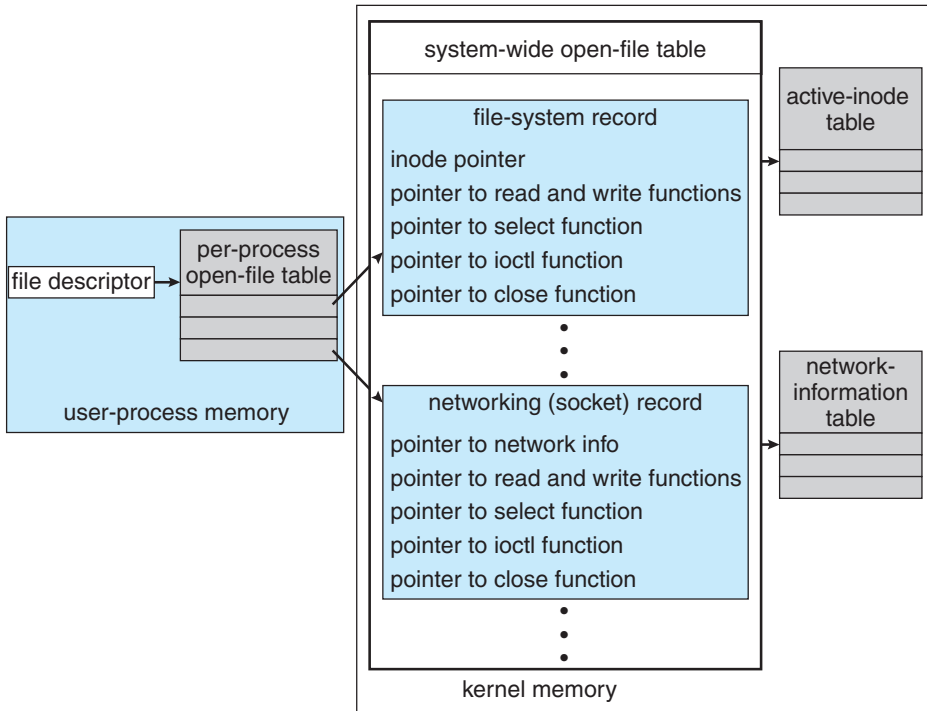 system-wide open-file table
file-system record
inode pointer
pointer to read and write functions
pointer to select function
pointer to ioctl function
pointer to close function
active-inode
table
per-process
open-file table
file descriptor
user-process memory
networking (socket) record
pointer to network info
pointer to read and write functions
pointer to select function
pointer to ioctl function
pointer to close function
network-
information
table
kernel memory